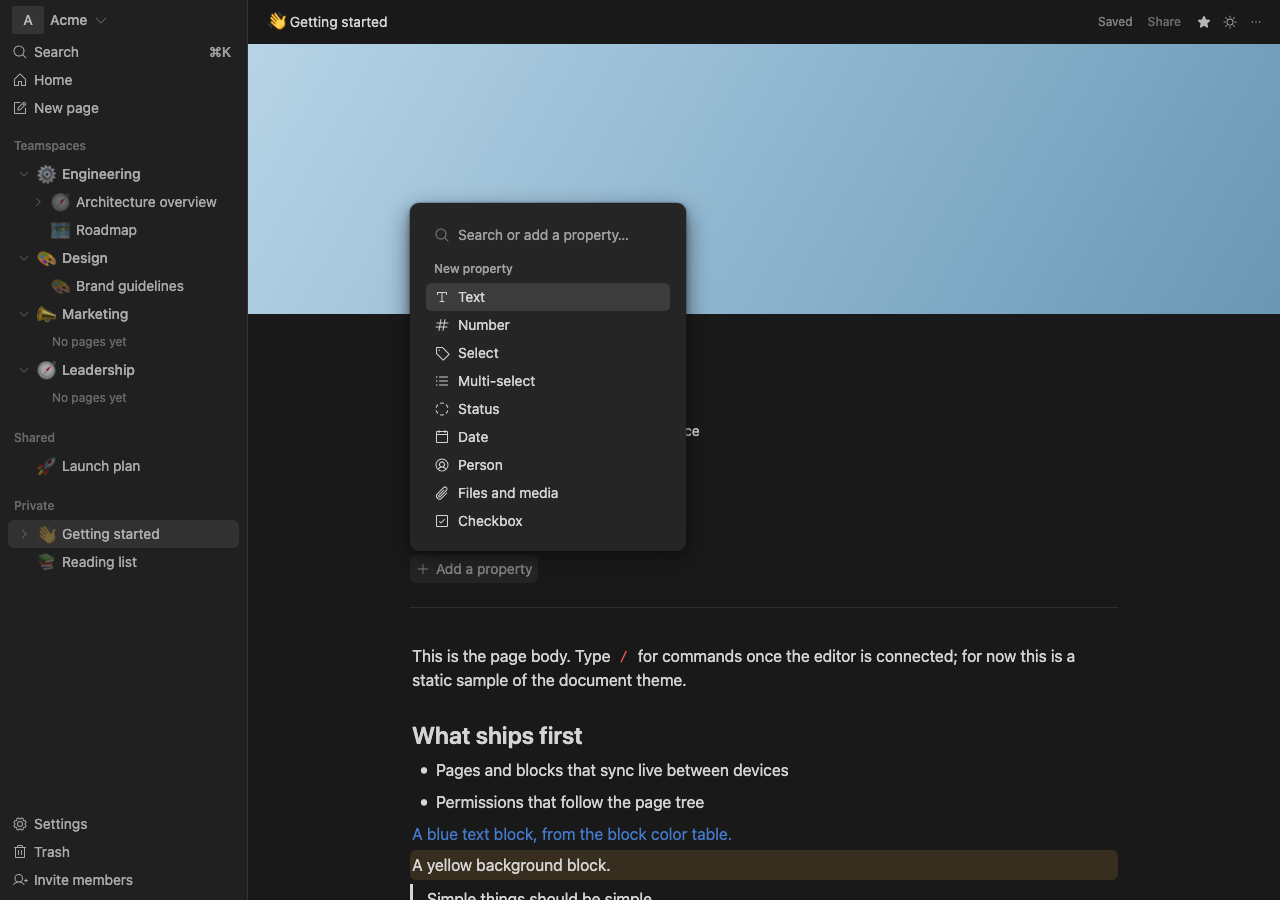 A Acme
Search ⌘K
Home
New page
Teamspaces
Engineering
Architecture overview
Roadmap
Design
Brand guidelines
Marketing
No pages yet
Leadership
No pages yet
Shared
Launch plan
Private
Getting started
Reading list
Settings
Trash
Invite members
Getting started
Saved Share
Search or add a property...
New property
Text
Number
Select
Multi-select
Status
Date
Person
Files and media
Checkbox
Add a property
This is the page body. Type / for commands once the editor is connected; for now this is a
static sample of the document theme.
What ships first
• Pages and blocks that sync live between devices
• Permissions that follow the page tree
A blue text block, from the block color table.
A yellow background block.
Simple things should be simple